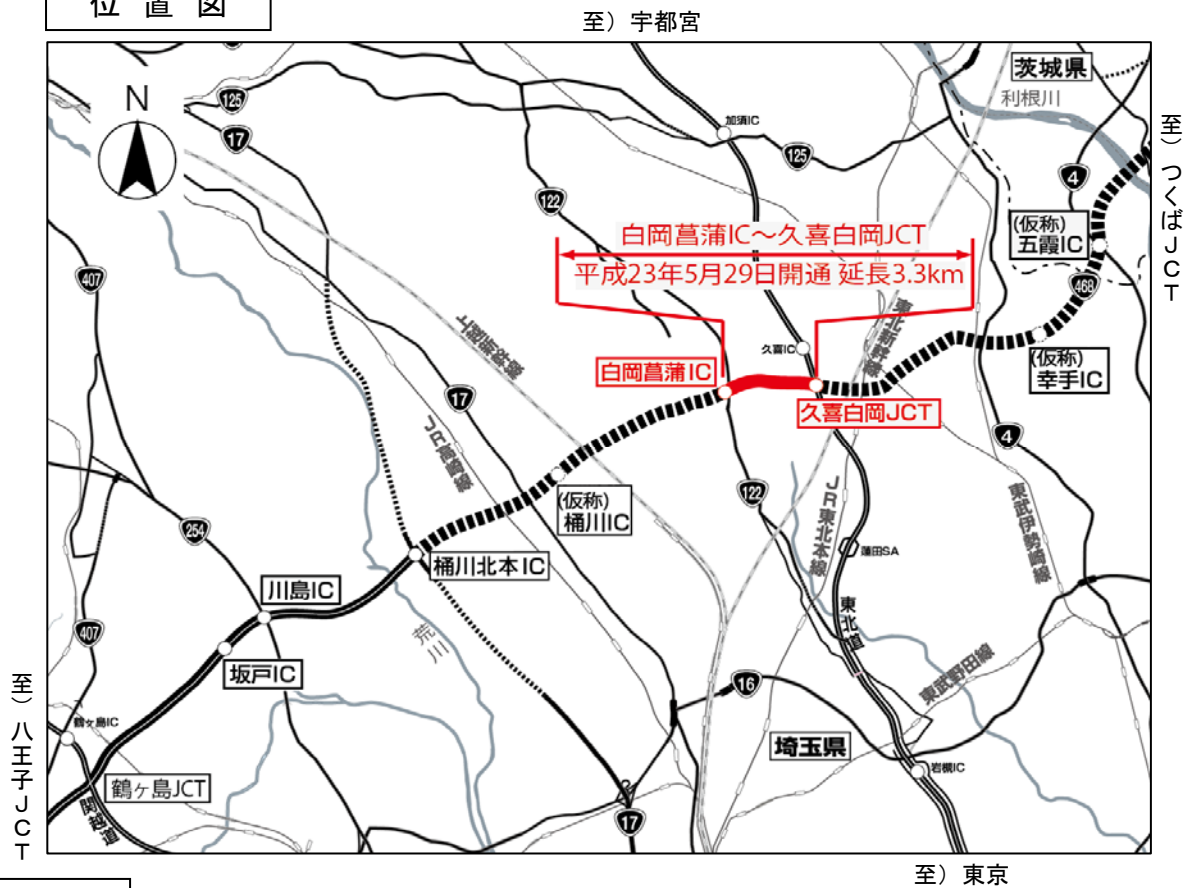 位置図
至）宇都宮
茨城県
利根川
N
125
17
加須IC
125
至）つくばJCT
4
122
(仮称)
五霞IC
白岡菖蒲IC～久喜白岡JCT
平成23年5月29日開通 延長3.3km
407
468
上越新幹線
東北新幹線
久喜IC
(仮称)
幸手IC
白岡菖蒲IC
久喜白岡JCT
17
JR高崎線
4
122
(仮称)
桶川IC
JR東北本線
東武伊勢崎線
254
蓮田SA
桶川北本IC
川島IC
407
荒川
東北道
坂戸IC
東武野田線
16
至）八王子JCT
鶴ヶ島IC
埼玉県
岩槻IC
鶴ヶ島JCT
関越道
17
至）東京